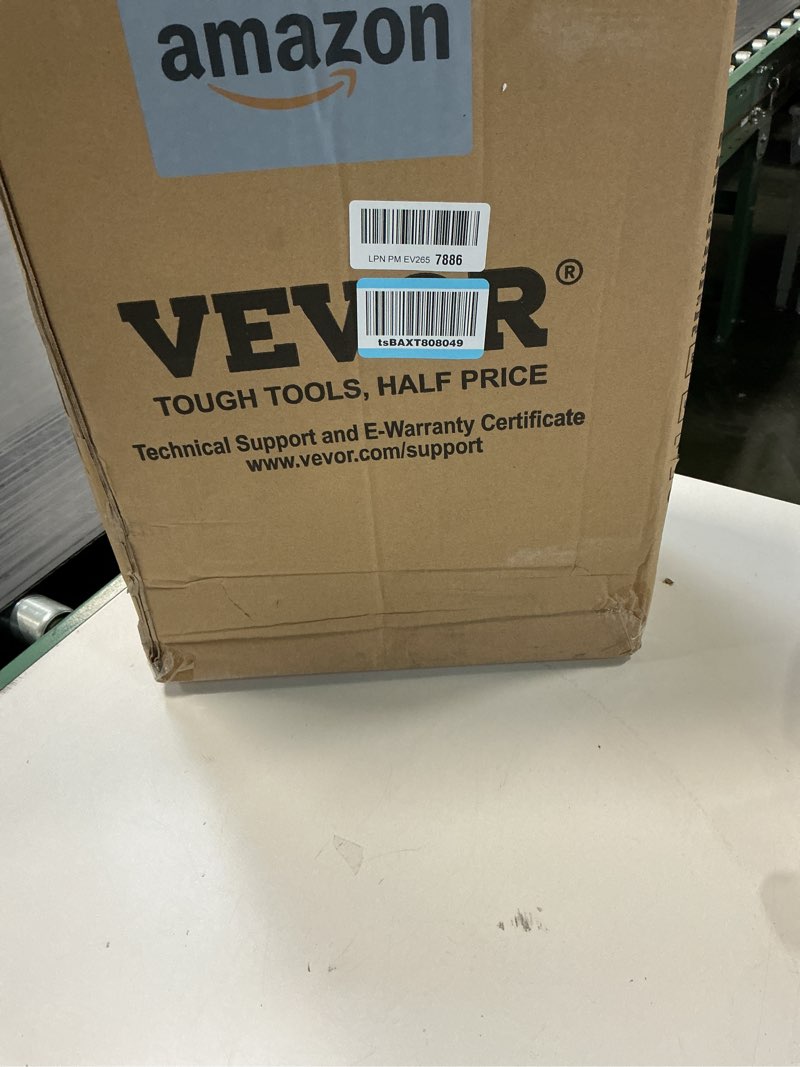 amazon
LPN PM EV265 7886
VEVOR®
tsBAXT808049
TOUGH TOOLS, HALF PRICE
Technical Support and E-Warranty Certificate
www.vevor.com/support